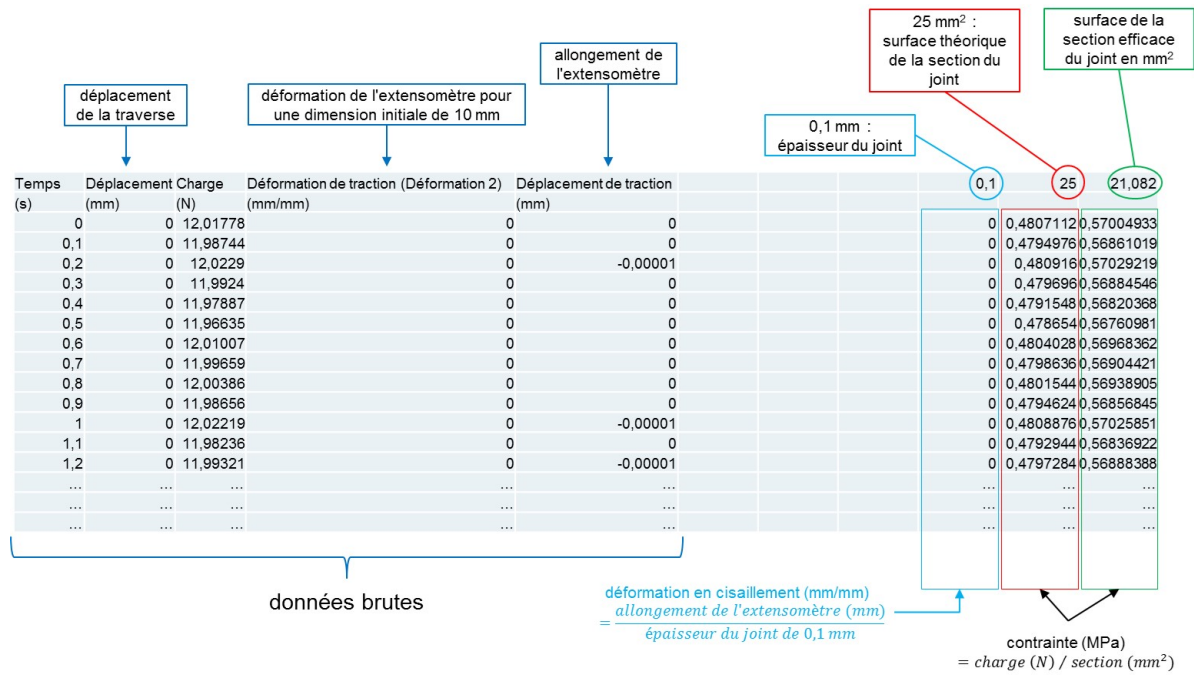 25 mm² :
surface théorique
de la section du
joint
surface de la
section efficace
du joint en mm²
allongement de
l'extensomètre
déplacement
de la traverse
déformation de l'extensomètre pour
une dimension initiale de 10 mm
0,1 mm :
épaisseur du joint
Temps Déplacement Charge Déformation de traction (Déformation 2) Déplacement de traction 0,1 25 21,082
(s) (mm) (N) (mm/mm) (mm)
0 0 12,01778 0 0 0 0,4807112 0,57004933
0,1 0 11,98744 0 0 0 0,4794976 0,56861019
0,2 0 12,0229 0 -0,00001 0 0,480916 0,57029219
0,3 0 11,9924 0 0 0 0,479696 0,56884546
0,4 0 11,97887 0 0 0 0,4791548 0,56820368
0,5 0 11,96635 0 0 0 0,478654 0,56760981
0,6 0 12,01007 0 0 0 0,4804028 0,56968362
0,7 0 11,99659 0 0 0 0,4798636 0,56904421
0,8 0 12,00386 0 0 0 0,4801544 0,56938905
0,9 0 11,98656 0 0 0 0,4794624 0,56856845
1 0 12,02219 0 -0,00001 0 0,4808876 0,57025851
1,1 0 11,98236 0 0 0 0,4792944 0,56836922
1,2 0 11,99321 0 -0,00001 0 0,4797284 0,56888388
... ... ... ... ... ... ... ...
... ... ... ... ... ... ... ...
... ... ... ... ... ... ... ...
données brutes
déformation en cisaillement (mm/mm)
= allongement de l'extensomètre (mm)
épaisseur du joint de 0,1 mm
contrainte (MPa)
= charge (N) / section (mm²)